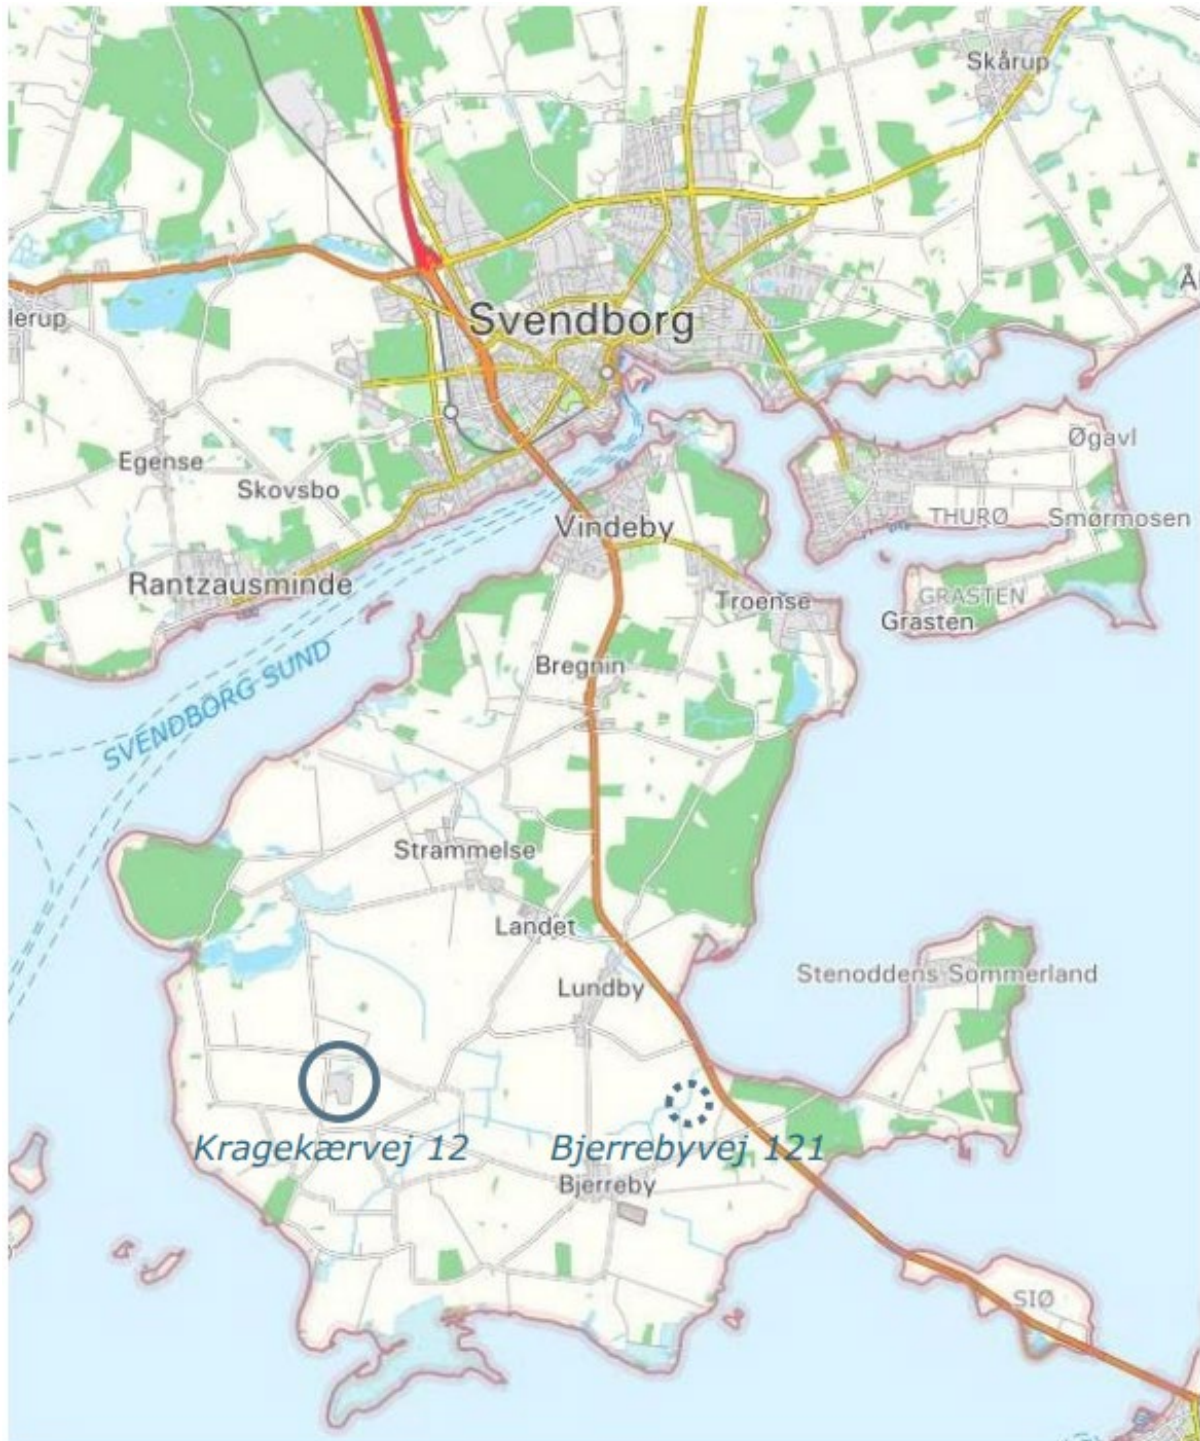 Skårup
Å
Svendborg
lerup
Øgavl
Egense
Skovsbo
THURØ
Smørmosen
Vindeby
Rantzausminde
GRASTEN
Troense
Grasten
Bregnin
SVENDBORG SUND
Strammelse
Landet
Stenoddens Sommerland
Lundby
Kragekærvej 12
Bjerrebyvej 121
Bjerreby
SIØ